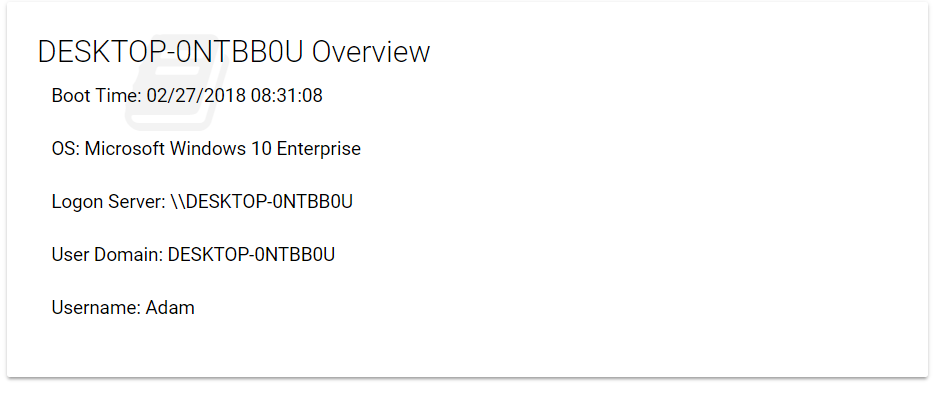 DESKTOP-0NTBB0U Overview
Boot Time: 02/27/2018 08:31:08
OS: Microsoft Windows 10 Enterprise
Logon Server: \\DESKTOP-0NTBB0U
User Domain: DESKTOP-0NTBB0U
Username: Adam